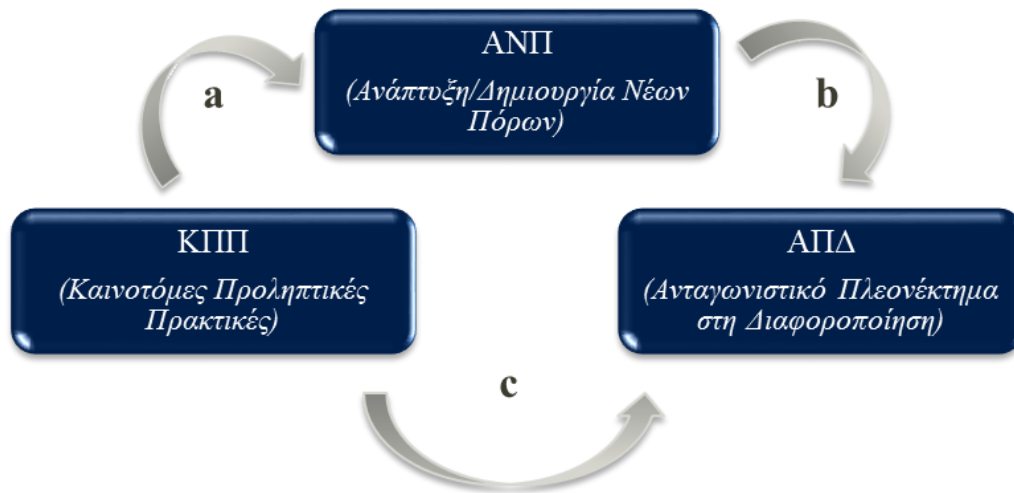 ΑΝΠ
(Ανάπτυξη/Δημιουργία Νέων
Πόρων)
a
b
ΚΠΠ
(Καινοτόμες Προληπτικές
Πρακτικές)
ΑΠΔ
(Ανταγωνιστικό Πλεονέκτημα
στη Διαφοροποίηση)
c